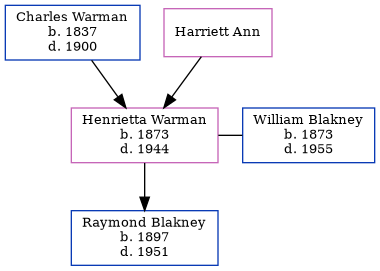 Charles Warman
b. 1837
d. 1900
Harriett Ann
Henrietta Warman
b. 1873
d. 1944
William Blakney
b. 1873
d. 1955
Raymond Blakney
b. 1897
d. 1951